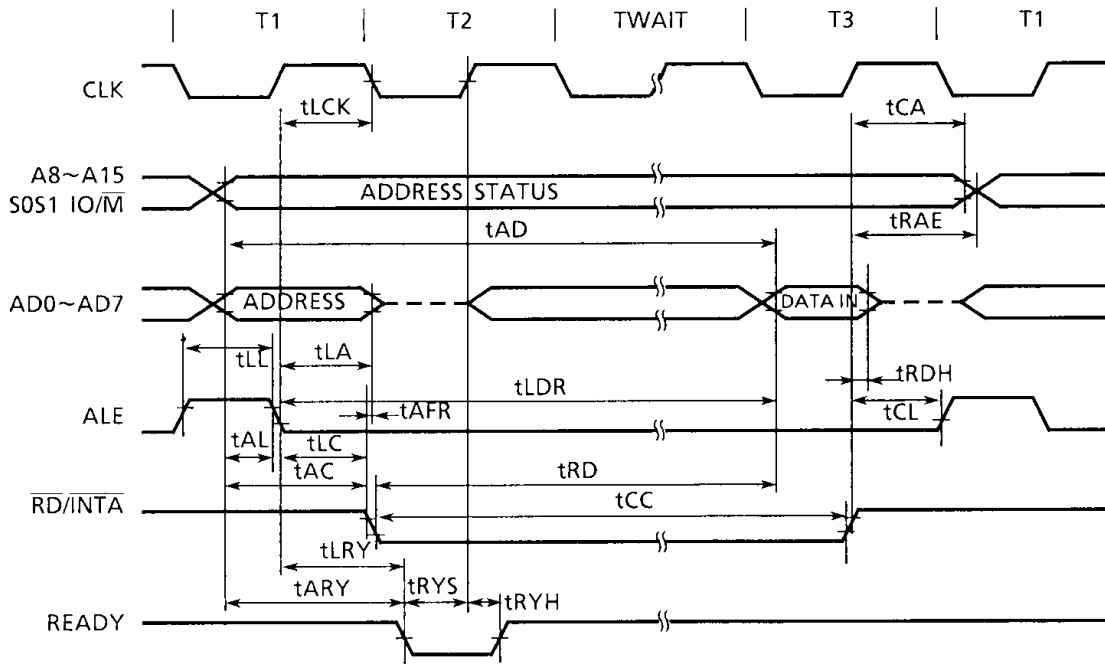 T1 T2 TWAIT T3 T1
CLK
tLCK tCA
A8~A15
S0S1 IO/M̅
ADDRESS STATUS
tAD tRAE
AD0~AD7 ADDRESS DATA IN
tLL tLA tLDR tRDH
ALE tAFR tCL
tAL tLC
tAC tRD
R̅D̅/I̅N̅T̅A̅ tCC
tLRY
tARY tRYS tRYH
READY